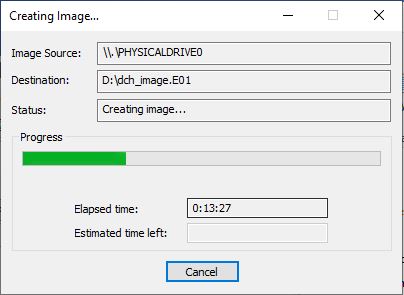 Creating Image...
Image Source: \\.\PHYSICALDRIVE0
Destination: D:\dch_image.E01
Status: Creating image...
Progress
Elapsed time: 0:13:27
Estimated time left:
Cancel